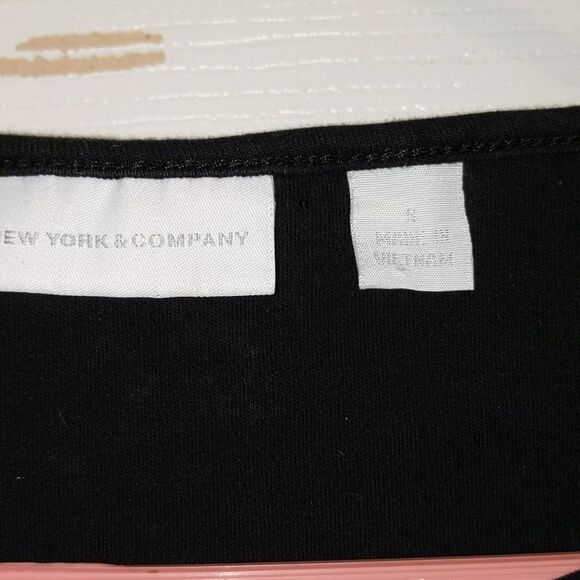 EW YORK & COMPANY
S
MADE IN
VIETNAM